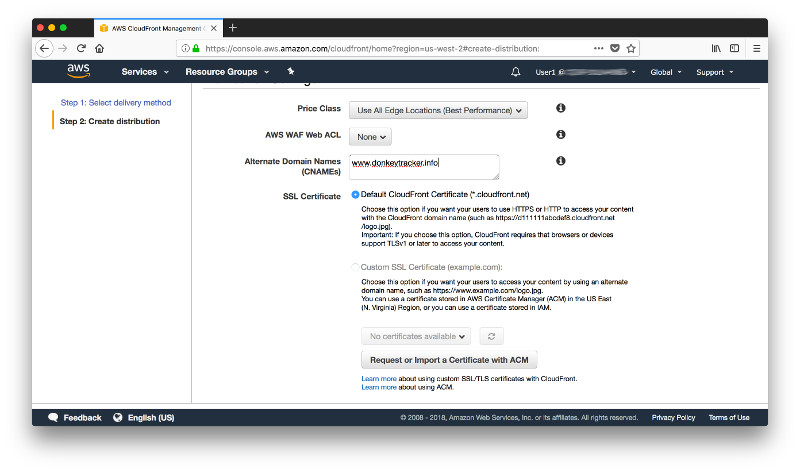 AWS CloudFront Management C
https://console.aws.amazon.com/cloudfront/home?region=us-west-2#create-distribution:
aws Services Resource Groups User1 @ Global Support
Step 1: Select delivery method
Step 2: Create distribution
Price Class Use All Edge Locations (Best Performance)
AWS WAF Web ACL None
Alternate Domain Names
(CNAMEs)
www.donkeytracker.info
SSL Certificate Default CloudFront Certificate (*.cloudfront.net)
Choose this option if you want your users to use HTTPS or HTTP to access your content
with the CloudFront domain name (such as https://d111111abcdef8.cloudfront.net
/logo.jpg).
Important: If you choose this option, CloudFront requires that browsers or devices
support TLSv1 or later to access your content.
Custom SSL Certificate (example.com):
Choose this option if you want your users to access your content by using an alternate
domain name, such as https://www.example.com/logo.jpg.
You can use a certificate stored in AWS Certificate Manager (ACM) in the US East
(N. Virginia) Region, or you can use a certificate stored in IAM.
No certificates available
Request or Import a Certificate with ACM
Learn more about using custom SSL/TLS certificates with CloudFront.
Learn more about using ACM.
Feedback English (US) © 2008 - 2018, Amazon Web Services, Inc. or its affiliates. All rights reserved. Privacy Policy Terms of Use